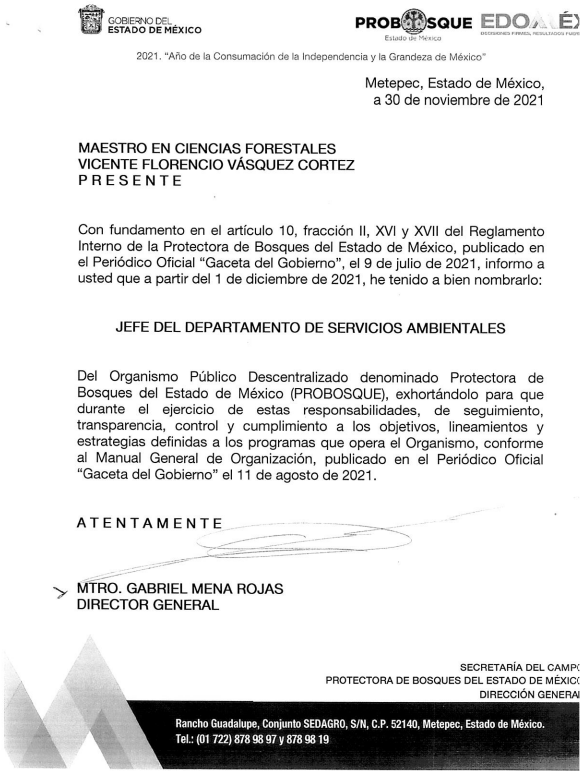 GOBIERNO DEL
ESTADO DE MÉXICO
PROBOSQUE
Estado de México
EDOMÉX
DECISIONES FIRMES, RESULTADOS FUER
2021. “Año de la Consumación de la Independencia y la Grandeza de México”
Metepec, Estado de México,
a 30 de noviembre de 2021
MAESTRO EN CIENCIAS FORESTALES
VICENTE FLORENCIO VÁSQUEZ CORTEZ
P R E S E N T E
Con fundamento en el artículo 10, fracción II, XVI y XVII del Reglamento
Interno de la Protectora de Bosques del Estado de México, publicado en
el Periódico Oficial “Gaceta del Gobierno”, el 9 de julio de 2021, informo a
usted que a partir del 1 de diciembre de 2021, he tenido a bien nombrarlo:
JEFE DEL DEPARTAMENTO DE SERVICIOS AMBIENTALES
Del Organismo Público Descentralizado denominado Protectora de
Bosques del Estado de México (PROBOSQUE), exhortándolo para que
durante el ejercicio de estas responsabilidades, de seguimiento,
transparencia, control y cumplimiento a los objetivos, lineamientos y
estrategias definidas a los programas que opera el Organismo, conforme
al Manual General de Organización, publicado en el Periódico Oficial
“Gaceta del Gobierno” el 11 de agosto de 2021.
A T E N T A M E N T E
MTRO. GABRIEL MENA ROJAS
DIRECTOR GENERAL
SECRETARÍA DEL CAMPO
PROTECTORA DE BOSQUES DEL ESTADO DE MÉXICO
DIRECCIÓN GENERAL
Rancho Guadalupe, Conjunto SEDAGRO, S/N, C.P. 52140, Metepec, Estado de México.
Tel.: (01 722) 878 98 97 y 878 98 19